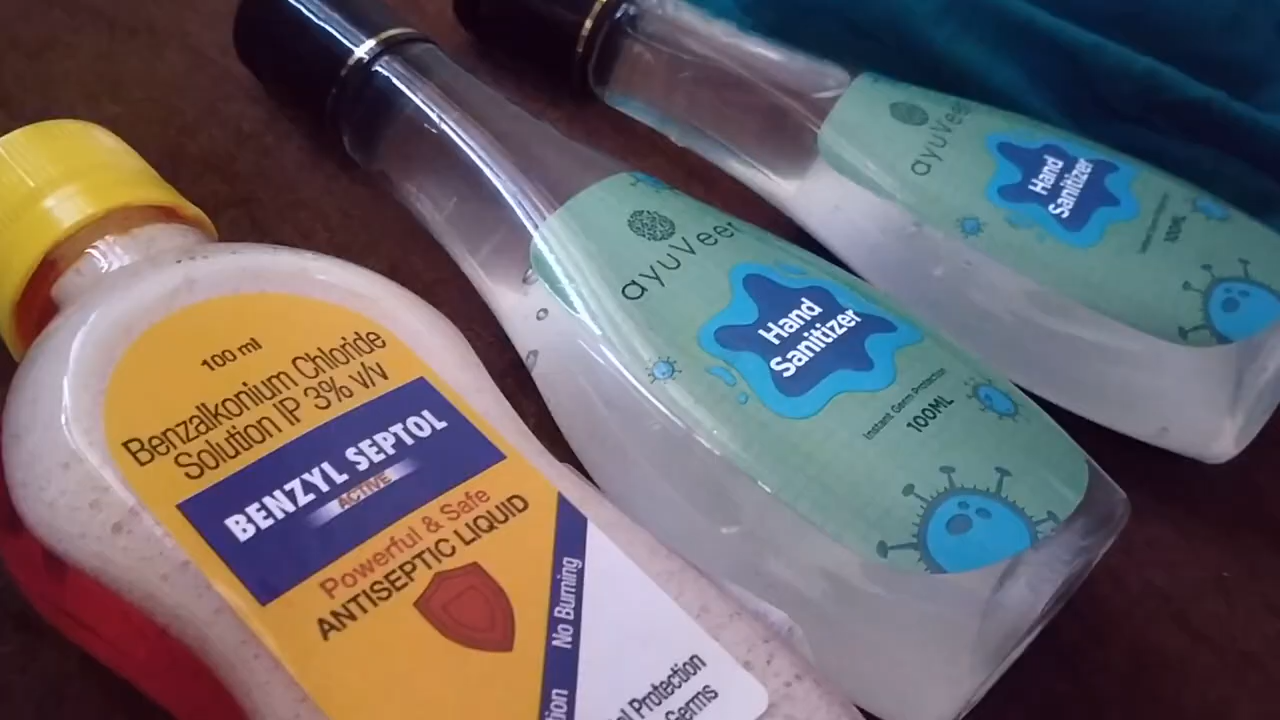 100 ml
Benzalkonium Chloride
Solution IP 3% v/v
BENZYL SEPTOL
ACTIVE
Powerful & Safe
ANTISEPTIC LIQUID
No Burning
Protection
Germs
ayuVeer
Hand
Sanitizer
Instant Germ Protection
100ML
ayuVeer
Hand
Sanitizer
100ML